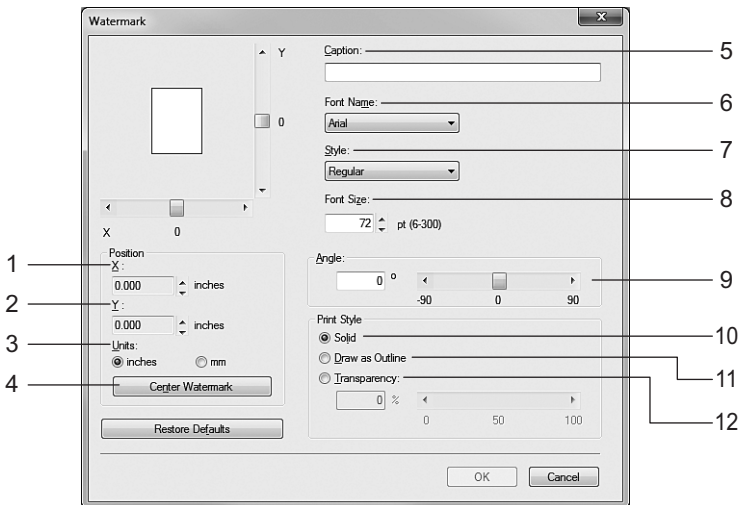 Watermark
Y
0
X 0
Position
1 X:
0.000 inches
2 Y:
0.000 inches
3 Units:
inches mm
4 Center Watermark
Restore Defaults
Caption: 5
Font Name: 6
Arial
Style: 7
Regular
Font Size: 8
72 pt (6-300)
Angle:
0 ° 9
-90 0 90
Print Style
Solid 10
Draw as Outline 11
Transparency: 12
0 %
0 50 100
OK Cancel